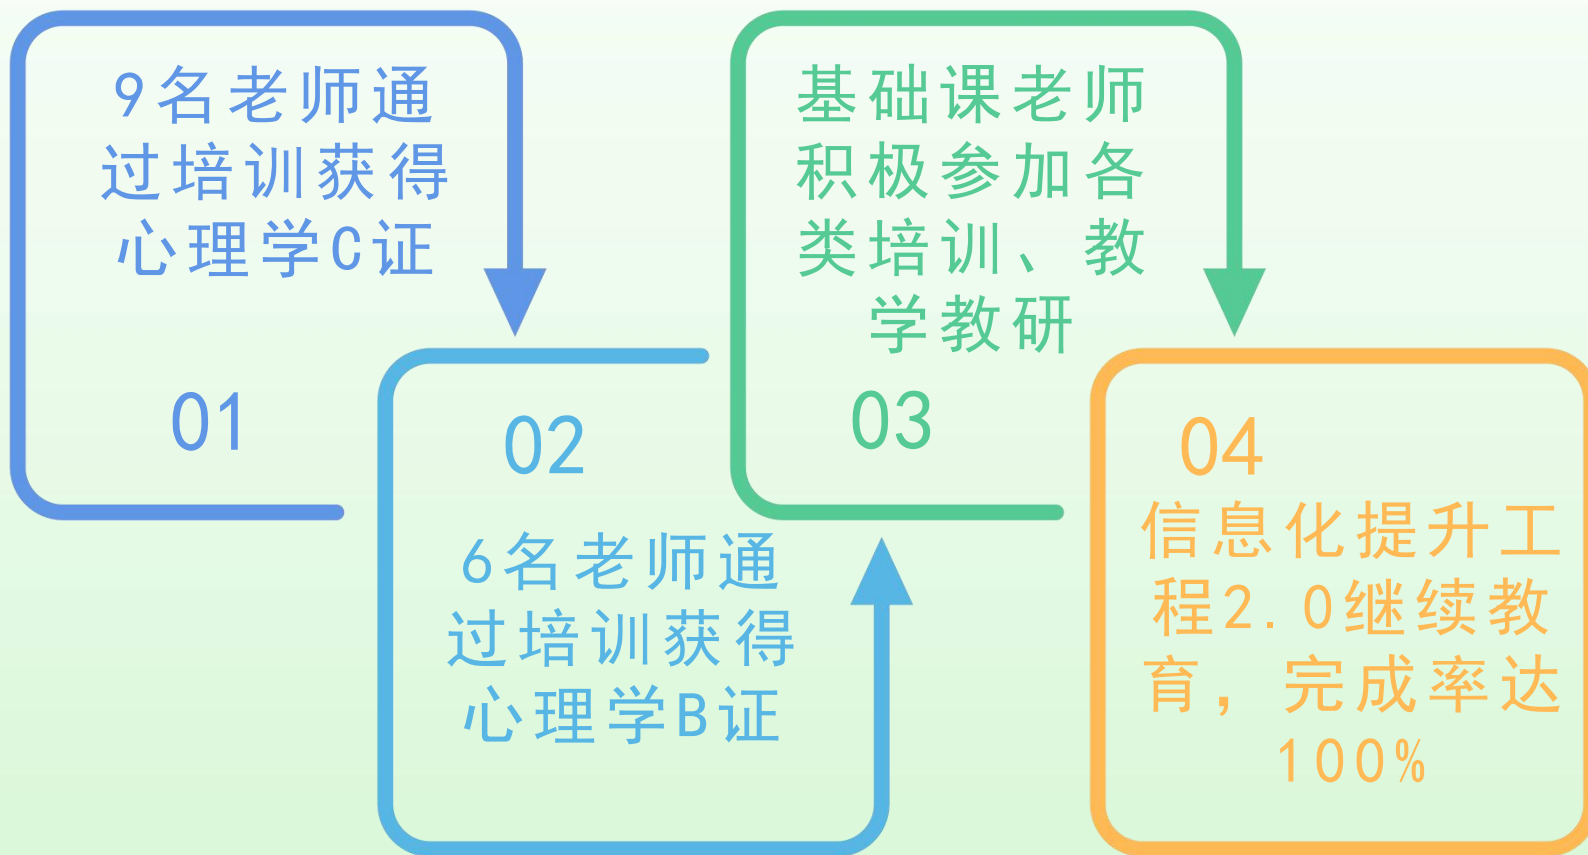 9名老师通
过培训获得
心理学C证
01
02
6名老师通
过培训获得
心理学B证
基础课老师
积极参加各
类培训、教
学教研
03
04
信息化提升工
程2.0继续教
育，完成率达
100%